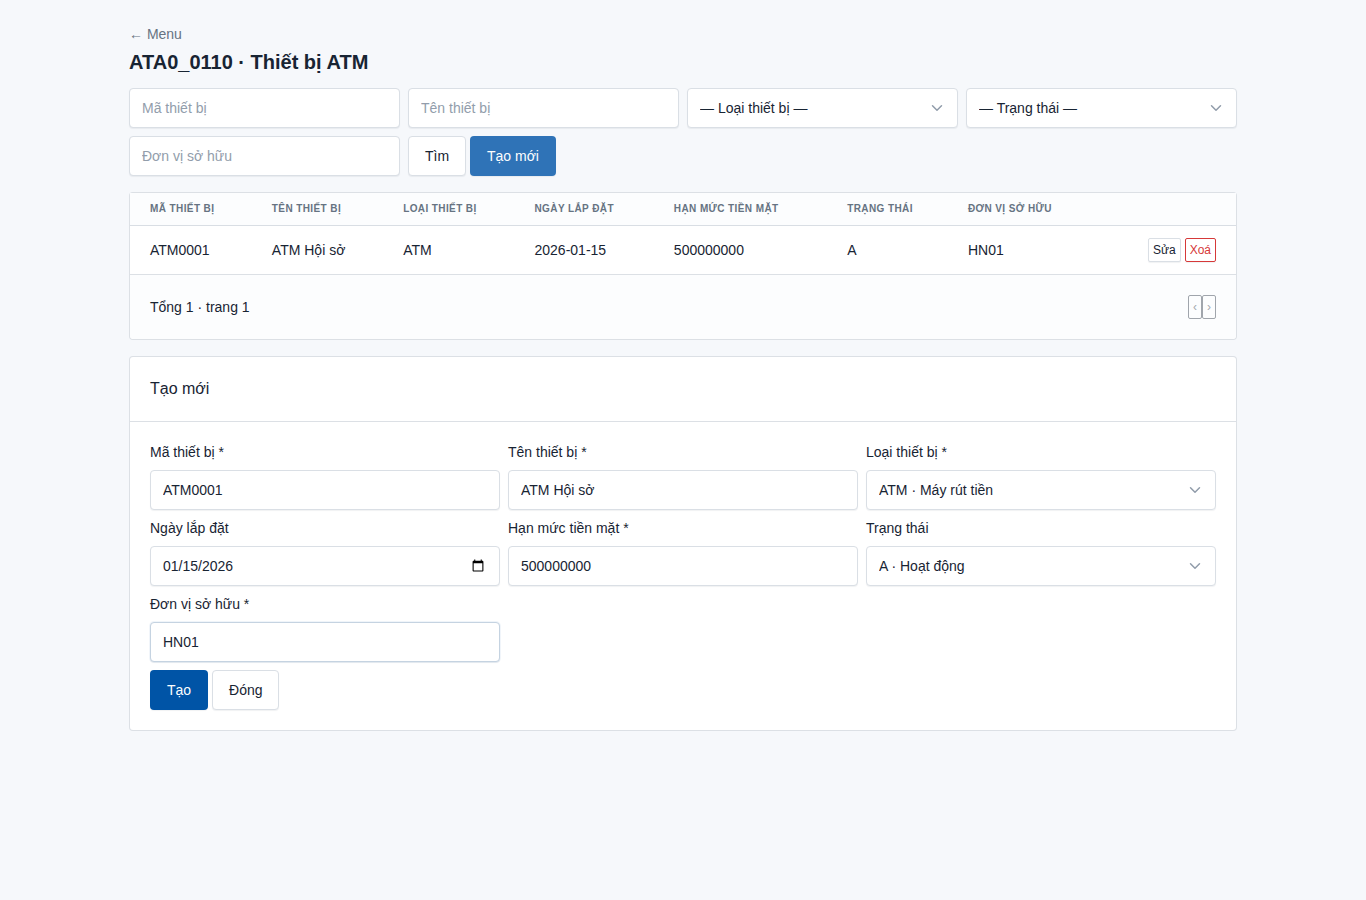 ← Menu
ATA0_0110 · Thiết bị ATM
Mã thiết bị Tên thiết bị — Loại thiết bị — — Trạng thái —
Đơn vị sở hữu Tìm Tạo mới
MÃ THIẾT BỊ TÊN THIẾT BỊ LOẠI THIẾT BỊ NGÀY LẮP ĐẶT HẠN MỨC TIỀN MẶT TRẠNG THÁI ĐƠN VỊ SỞ HỮU
ATM0001 ATM Hội sở ATM 2026-01-15 500000000 A HN01 Sửa Xoá
Tổng 1 · trang 1 ‹ ›
Tạo mới
Mã thiết bị * Tên thiết bị * Loại thiết bị *
ATM0001 ATM Hội sở ATM · Máy rút tiền
Ngày lắp đặt Hạn mức tiền mặt * Trạng thái
01/15/2026 500000000 A · Hoạt động
Đơn vị sở hữu *
HN01
Tạo Đóng